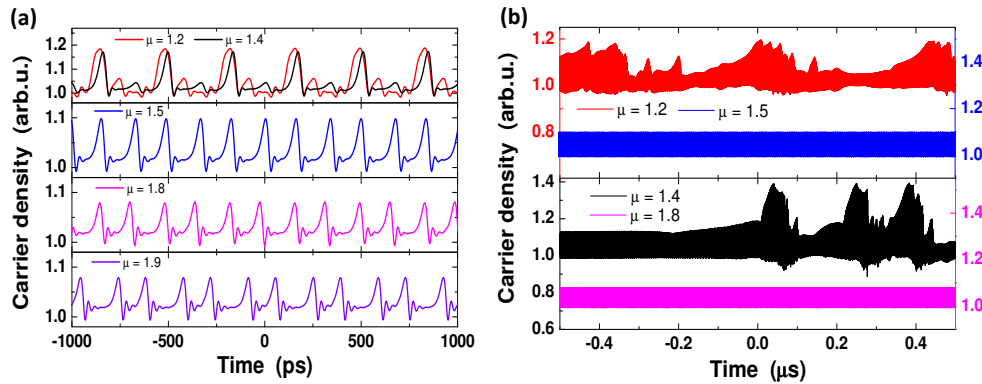 (a)
Carrier density (arb.u.)
μ = 1.2 μ = 1.4
1.2
1.1
1.0
μ = 1.5
1.1
1.0
μ = 1.8
1.1
1.0
μ = 1.9
1.1
1.0
-1000 -500 0 500 1000
Time (ps)
(b)
Carrier density (arb.u.)
1.2
1.0
0.8
μ = 1.2 μ = 1.5
1.4
1.2
1.0
1.4
1.2
1.0
0.8
0.6
μ = 1.4
μ = 1.8
1.4
1.2
1.0
-0.4 -0.2 0.0 0.2 0.4
Time (μs)